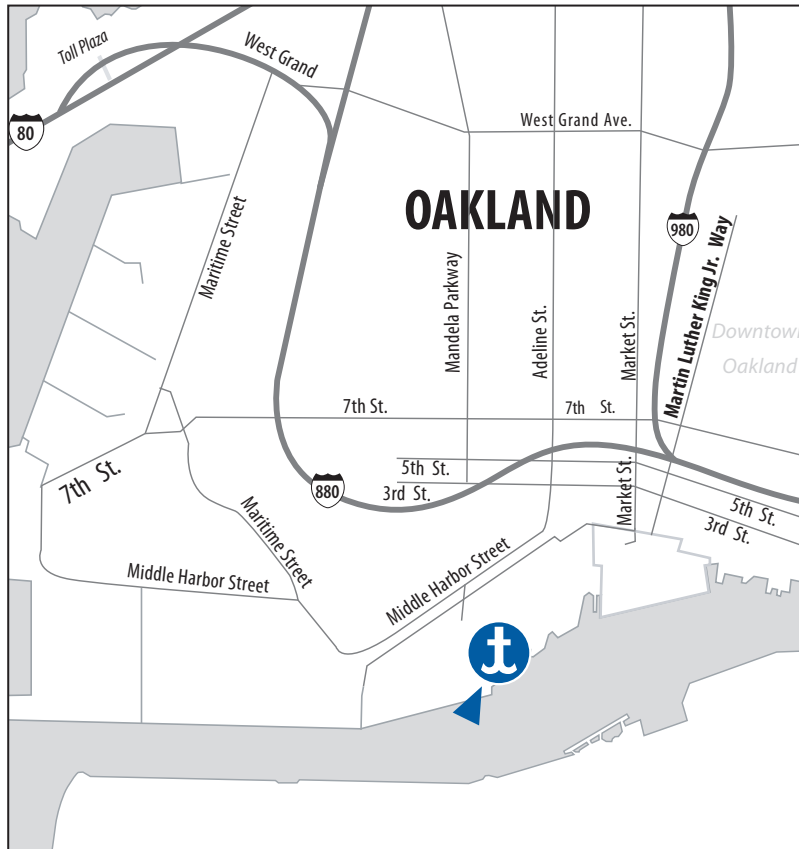 Toll Plaza
West Grand
80
West Grand Ave.
OAKLAND
980
Martin Luther King Jr. Way
Maritime Street
Mandela Parkway
Adeline St.
Market St.
Downtown
Oakland
7th St.
7th St.
7th St.
5th St.
880
3rd St.
Market St.
5th St.
3rd St.
Maritime Street
Middle Harbor Street
Middle Harbor Street